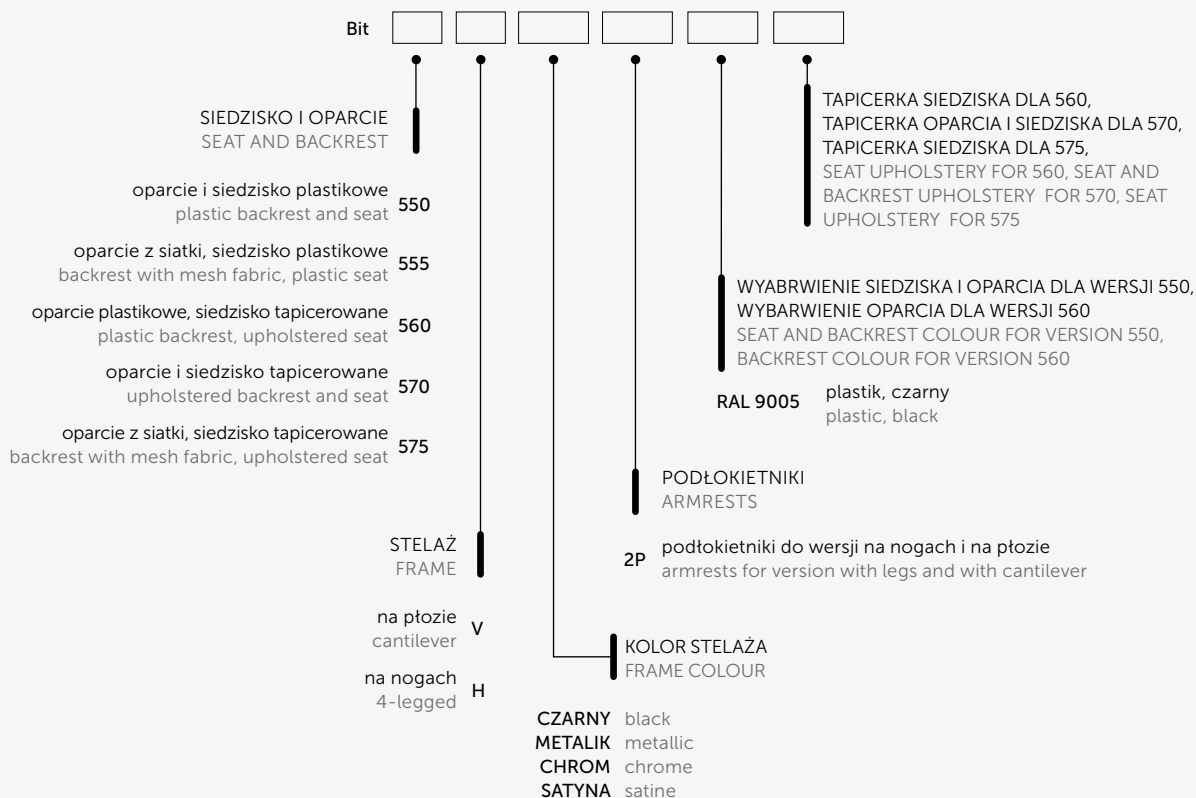 Bit
SIEDZISKO I OPARCIE
SEAT AND BACKREST
oparcie i siedzisko plastikowe
plastic backrest and seat
550
oparcie z siatki, siedzisko plastikowe
backrest with mesh fabric, plastic seat
555
oparcie plastikowe, siedzisko tapicerowane
plastic backrest, upholstered seat
560
oparcie i siedzisko tapicerowane
upholstered backrest and seat
570
oparcie z siatki, siedzisko tapicerowane
backrest with mesh fabric, upholstered seat
575
STELAŻ
FRAME
na płozie
cantilever
V
na nogach
4-legged
H
KOLOR STELAŻA
FRAME COLOUR
CZARNY black
METALIK metallic
CHROM chrome
SATYNA satine
PODŁOKIETNIKI
ARMRESTS
2P
podłokietniki do wersji na nogach i na płozie
armrests for version with legs and with cantilever
WYABRWIENIE SIEDZISKA I OPARCIA DLA WERSJI 550,
WYBARWIENIE OPARCIA DLA WERSJI 560
SEAT AND BACKREST COLOUR FOR VERSION 550,
BACKREST COLOUR FOR VERSION 560
RAL 9005
plastik, czarny
plastic, black
TAPICERKA SIEDZISKA DLA 560,
TAPICERKA OPARCIA I SIEDZISKA DLA 570,
TAPICERKA SIEDZISKA DLA 575,
SEAT UPHOLSTERY FOR 560, SEAT AND
BACKREST UPHOLSTERY FOR 570, SEAT
UPHOLSTERY FOR 575